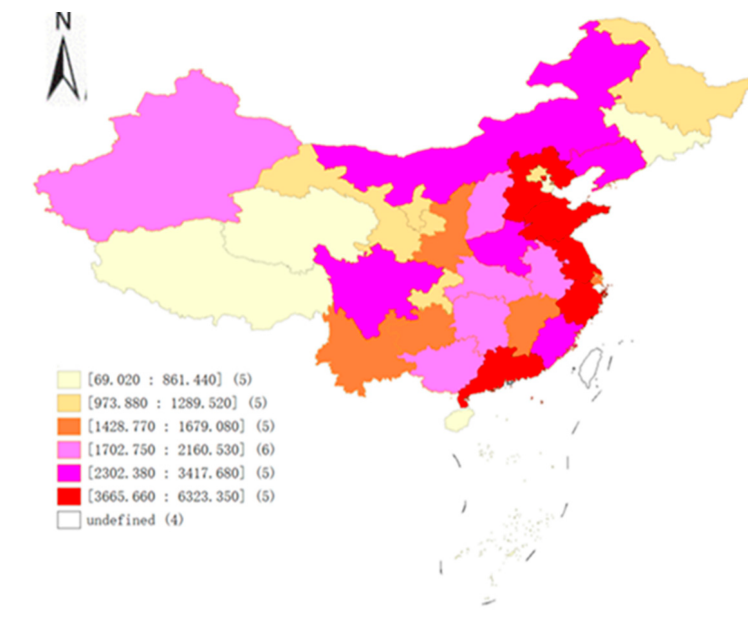 N
[69.020 : 861.440] (5)
[973.880 : 1289.520] (5)
[1428.770 : 1679.080] (5)
[1702.750 : 2160.530] (6)
[2302.380 : 3417.680] (5)
[3665.660 : 6323.350] (5)
undefined (4)